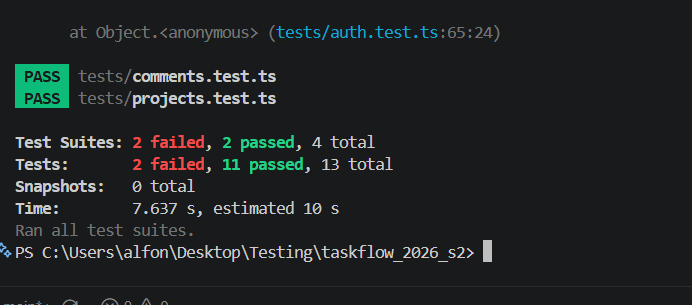 at Object.<anonymous> (tests/auth.test.ts:65:24)
PASS tests/comments.test.ts
PASS tests/projects.test.ts
Test Suites: 2 failed, 2 passed, 4 total
Tests: 2 failed, 11 passed, 13 total
Snapshots: 0 total
Time: 7.637 s, estimated 10 s
Ran all test suites.
PS C:\Users\alfon\Desktop\Testing\taskflow_2026_s2>